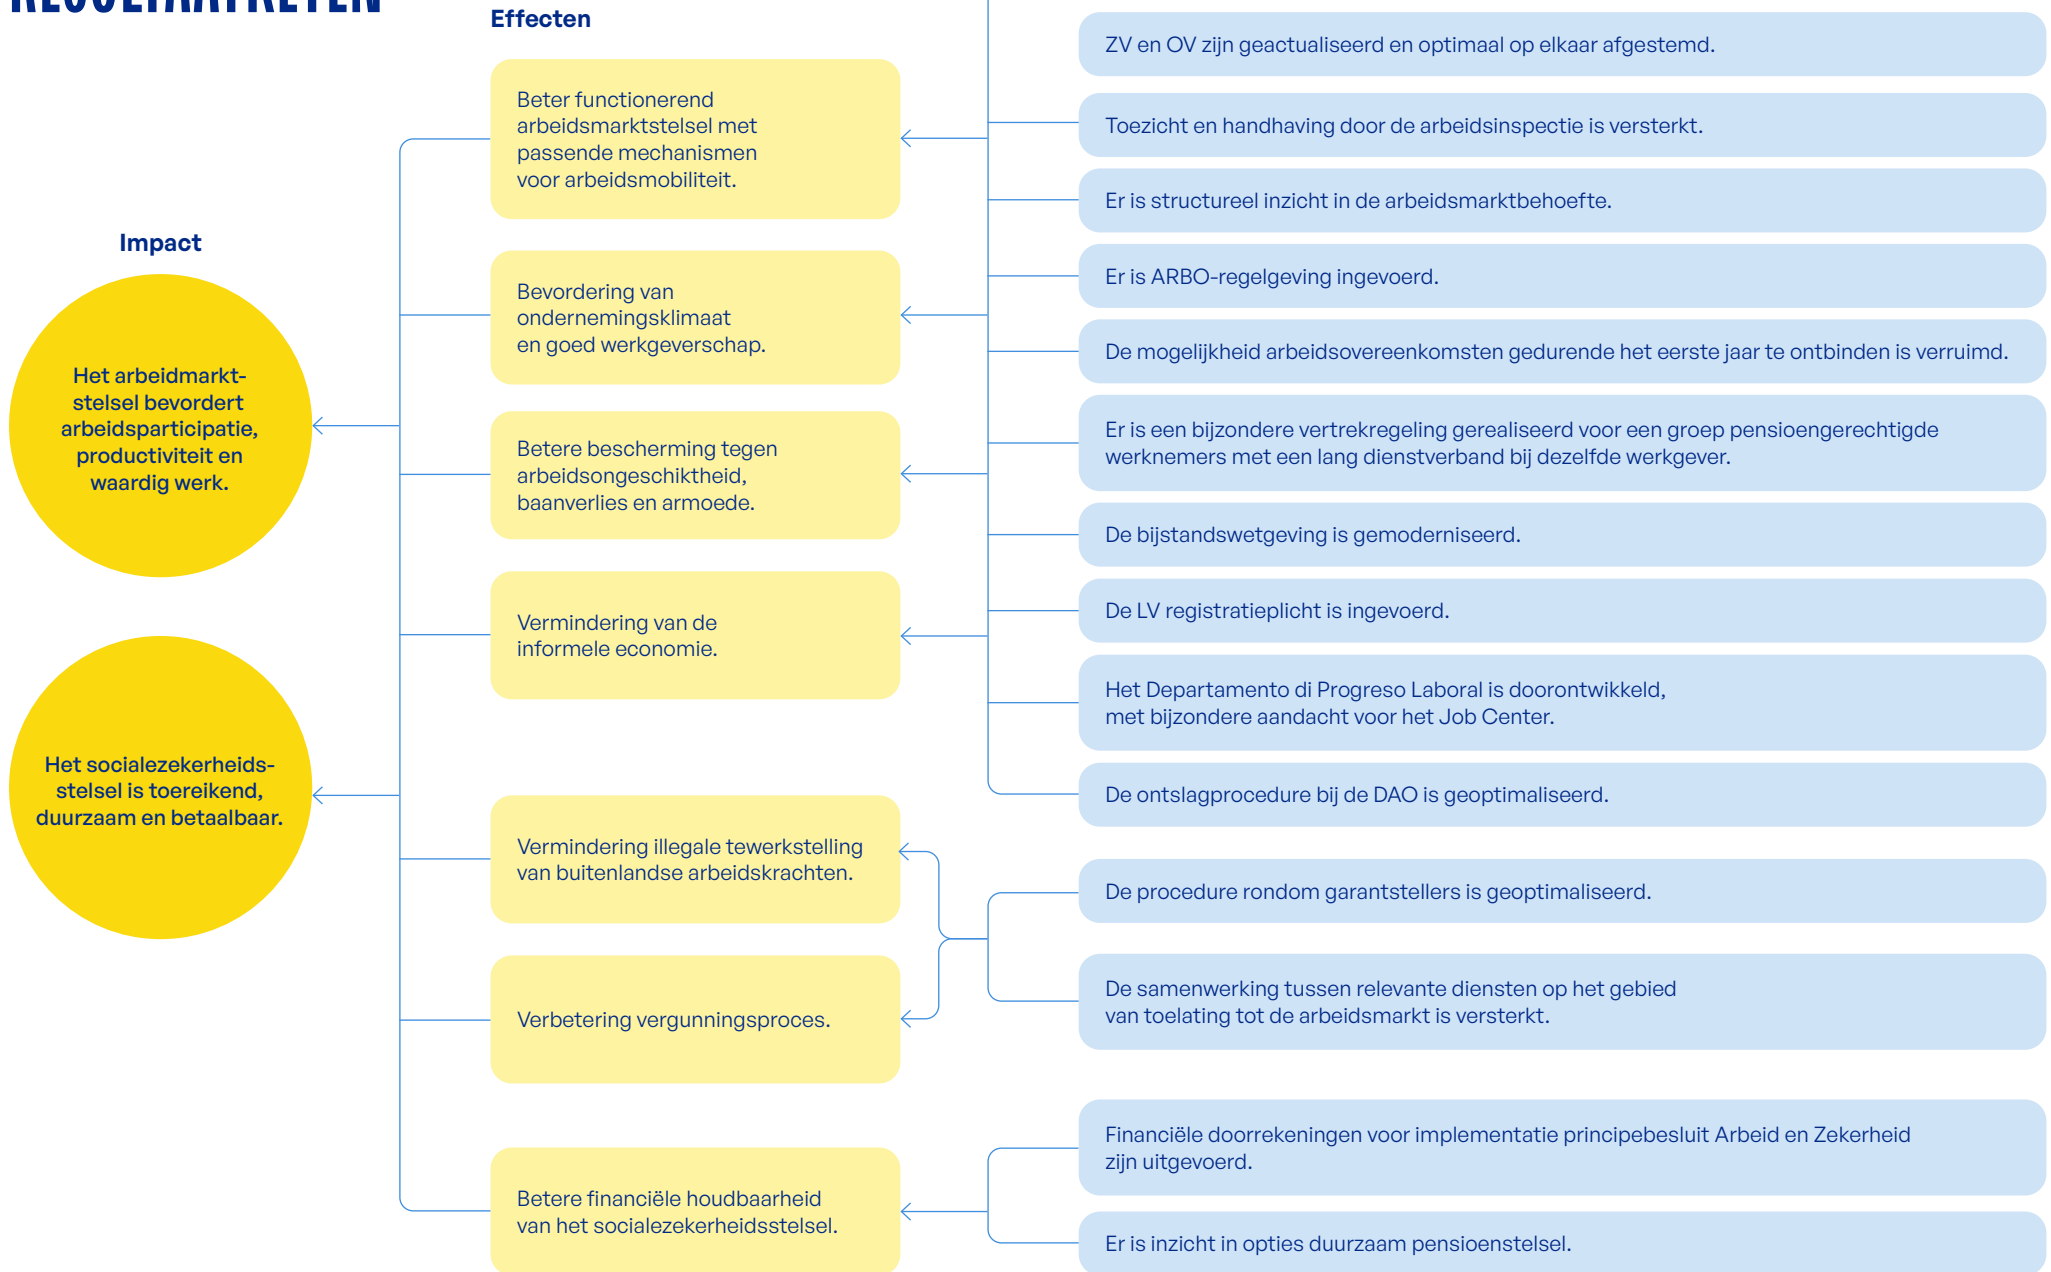 Effecten
Impact
Het arbeidmarkt-
stelsel bevordert
arbeidsparticipatie,
productiviteit en
waardig werk.
Het socialezekerheids-
stelsel is toereikend,
duurzaam en betaalbaar.
Beter functionerend
arbeidsmarktstelsel met
passende mechanismen
voor arbeidsmobiliteit.
Bevordering van
ondernemingsklimaat
en goed werkgeverschap.
Betere bescherming tegen
arbeidsongeschiktheid,
baanverlies en armoede.
Vermindering van de
informele economie.
Vermindering illegale tewerkstelling
van buitenlandse arbeidskrachten.
Verbetering vergunningsproces.
Betere financiële houdbaarheid
van het socialezekerheidsstelsel.
ZV en OV zijn geactualiseerd en optimaal op elkaar afgestemd.
Toezicht en handhaving door de arbeidsinspectie is versterkt.
Er is structureel inzicht in de arbeidsmarktbehoefte.
Er is ARBO-regelgeving ingevoerd.
De mogelijkheid arbeidsovereenkomsten gedurende het eerste jaar te ontbinden is verruimd.
Er is een bijzondere vertrekregeling gerealiseerd voor een groep pensioengerechtigde
werknemers met een lang dienstverband bij dezelfde werkgever.
De bijstandswetgeving is gemoderniseerd.
De LV registratieplicht is ingevoerd.
Het Departamento di Progreso Laboral is doorontwikkeld,
met bijzondere aandacht voor het Job Center.
De ontslagprocedure bij de DAO is geoptimaliseerd.
De procedure rondom garantstellers is geoptimaliseerd.
De samenwerking tussen relevante diensten op het gebied
van toelating tot de arbeidsmarkt is versterkt.
Financiële doorrekeningen voor implementatie principebesluit Arbeid en Zekerheid
zijn uitgevoerd.
Er is inzicht in opties duurzaam pensioenstelsel.